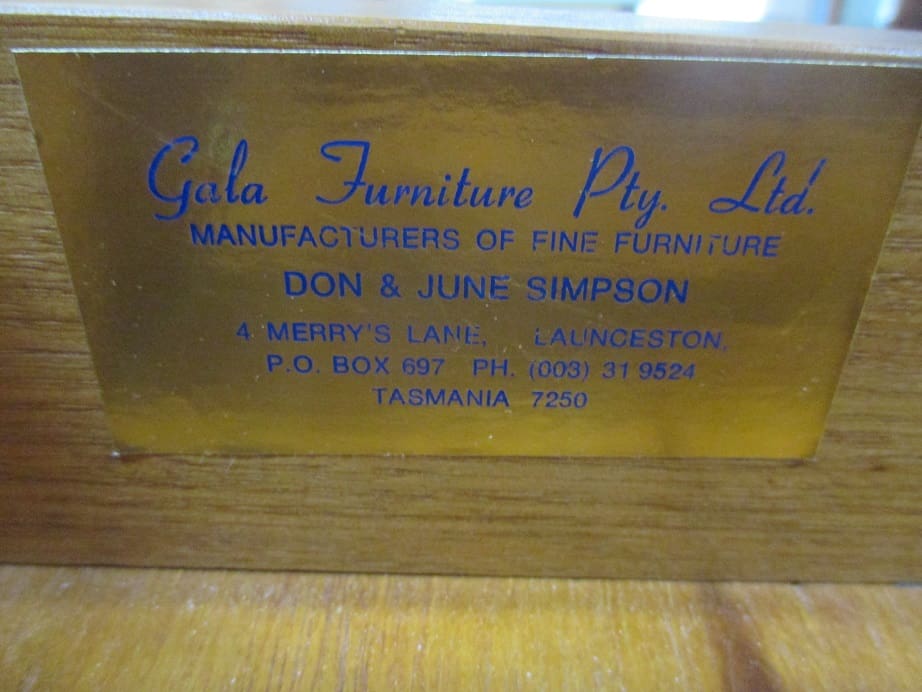 Gala Furniture Pty. Ltd.
MANUFACTURERS OF FINE FURNITURE
DON & JUNE SIMPSON
4 MERRY'S LANE, LAUNCESTON,
P.O. BOX 697 PH. (003) 31 9524
TASMANIA 7250